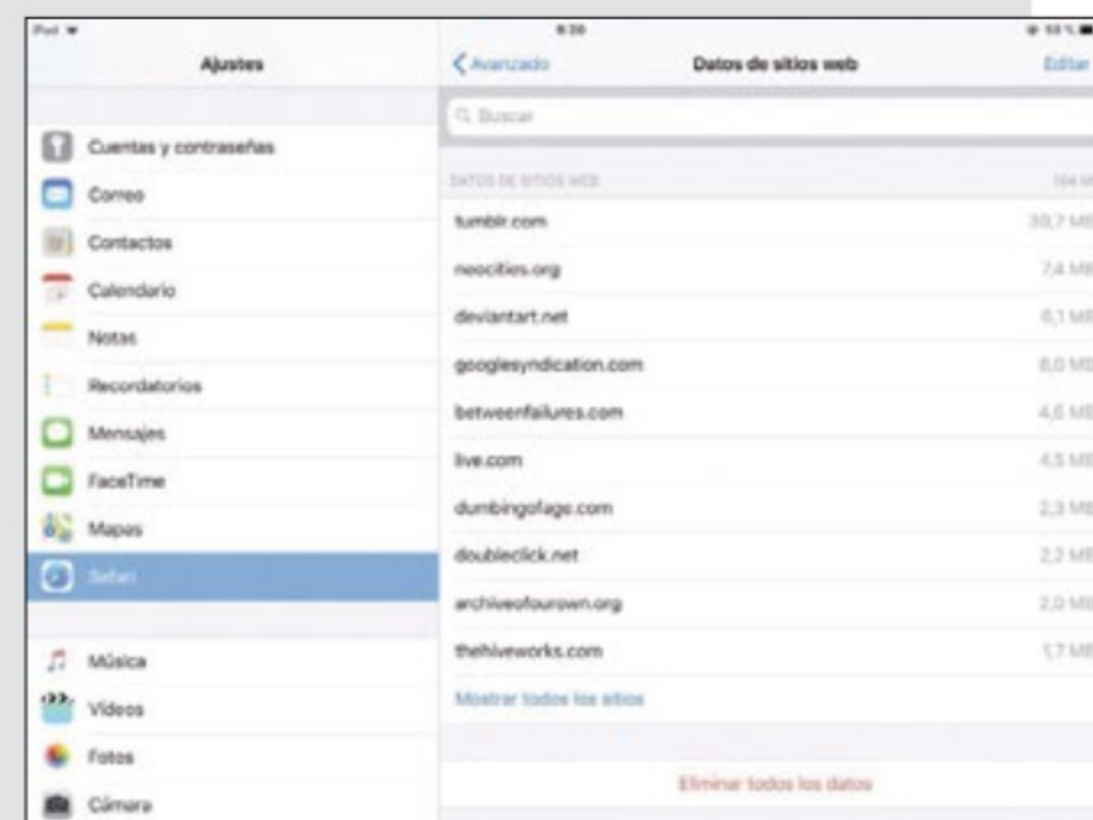 iPad
6:20
Ajustes
Cuentas y contraseñas
Correo
Contactos
Calendario
Notas
Recordatorios
Mensajes
FaceTime
Mapas
Safari
Música
Vídeos
Fotos
Cámara
Avanzado
Datos de sitios web
Editar
Buscar
DATOS DE SITIOS WEB
tumblr.com 39,7 MB
neocities.org 7,4 MB
deviantart.net 6,1 MB
googlesyndication.com 6,0 MB
betweenfailures.com 4,6 MB
live.com 4,5 MB
dumbingofage.com 2,3 MB
doubleclick.net 2,2 MB
archiveofourown.org 2,0 MB
thehiveworks.com 1,7 MB
Mostrar todos los sitios
Eliminar todos los datos